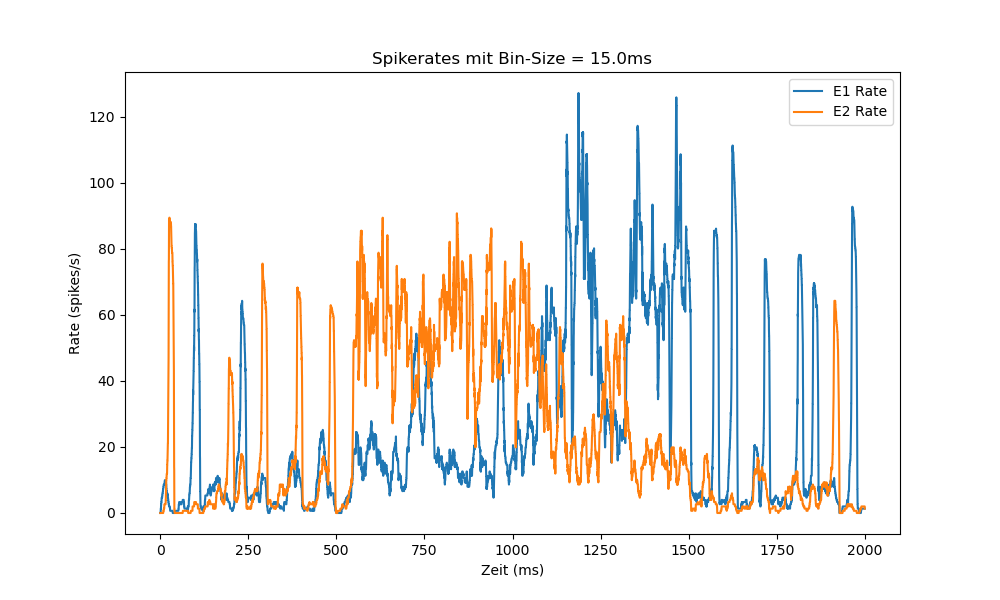 Spikerates mit Bin-Size = 15.0ms
E1 Rate
E2 Rate
120
100
80
60
40
20
0
Rate (spikes/s)
0 250 500 750 1000 1250 1500 1750 2000
Zeit (ms)